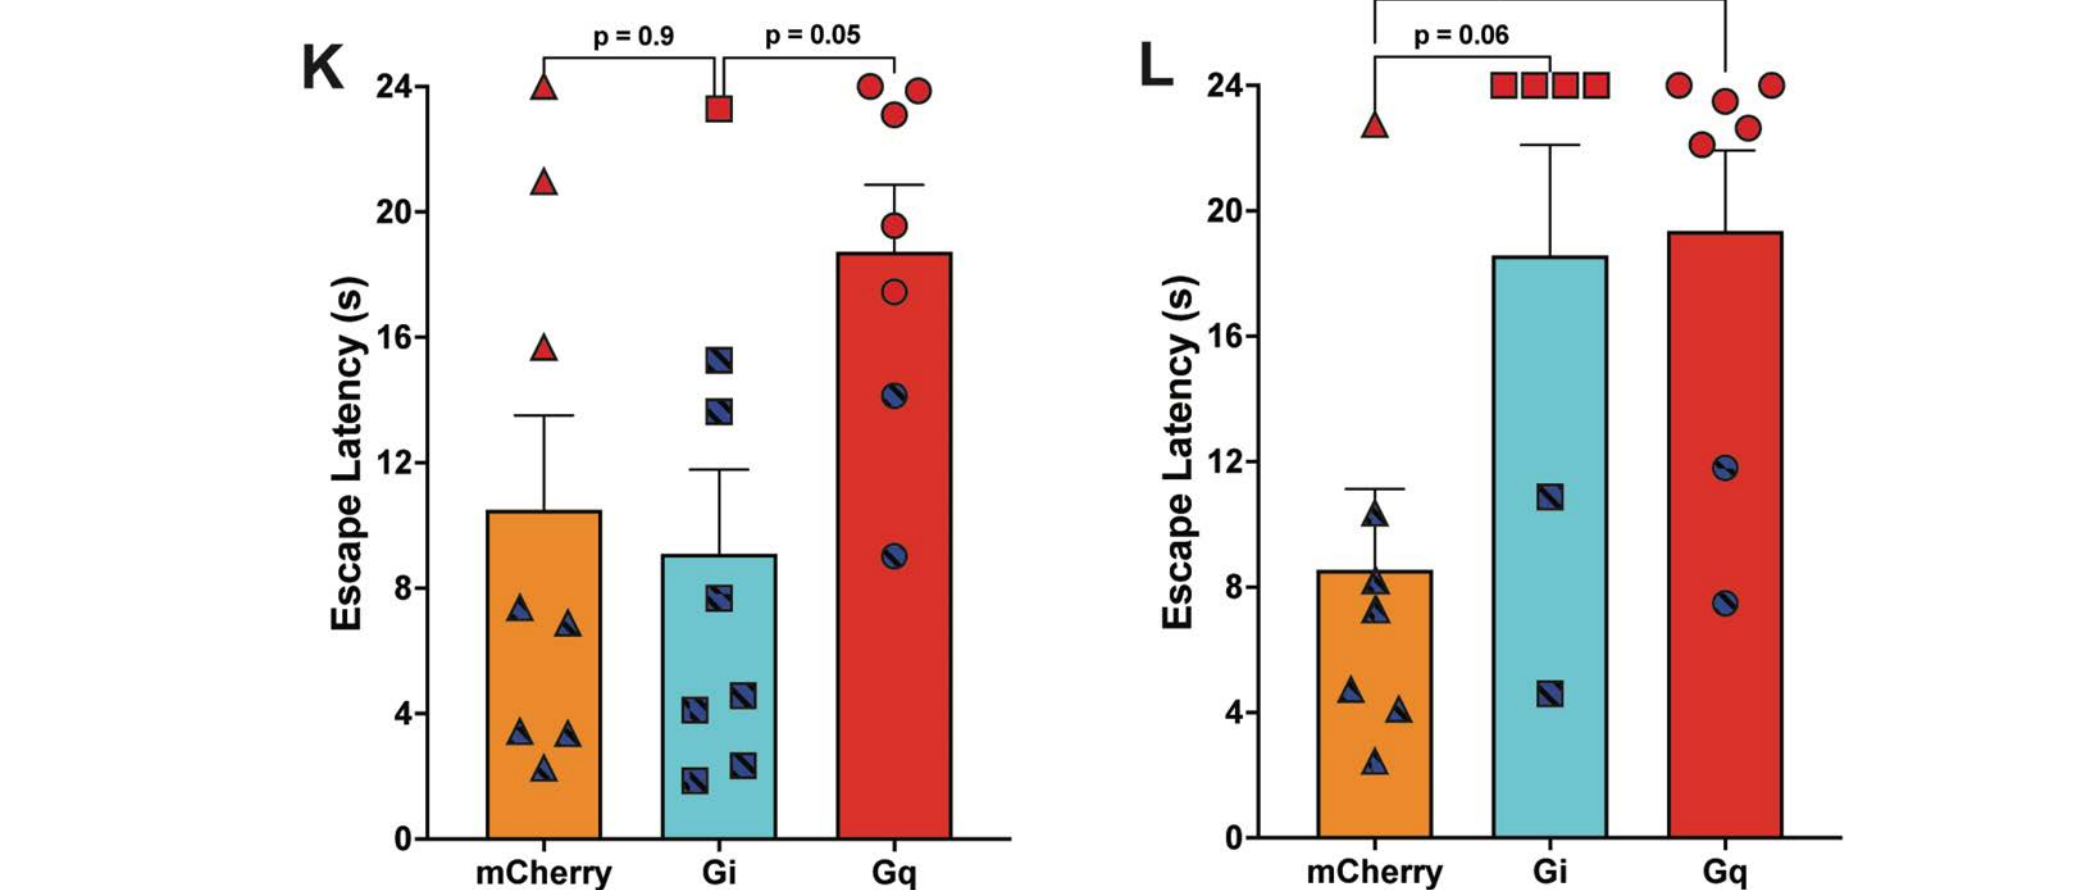 K
p = 0.9
p = 0.05
24
20
16
12
8
4
0
Escape Latency (s)
mCherry
Gi
Gq
L
p = 0.06
24
20
16
12
8
4
0
Escape Latency (s)
mCherry
Gi
Gq